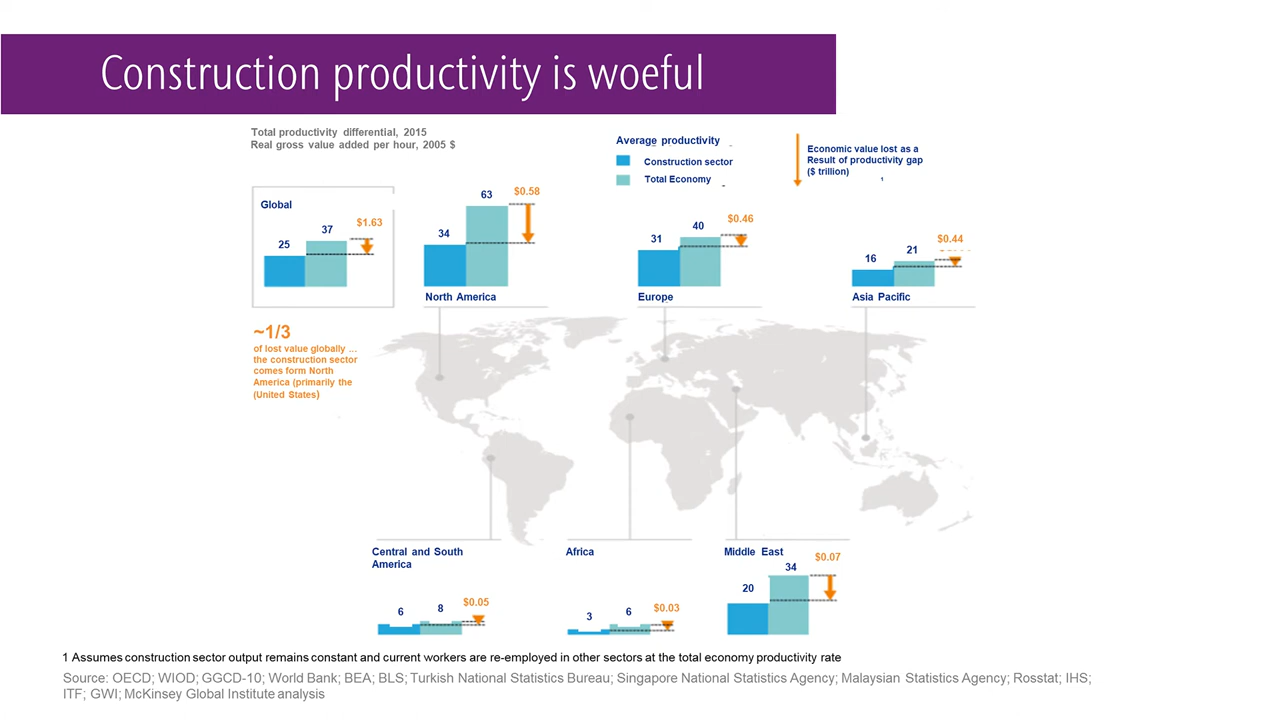 Construction productivity is woeful
Total productivity differential, 2015
Real gross value added per hour, 2005 $
Average productivity
Construction sector
Total Economy
Economic value lost as a
Result of productivity gap
($ trillion)
1
Global
25
37
$1.63
34
63
$0.58
North America
31
40
$0.46
Europe
16
21
$0.44
Asia Pacific
~1/3
of lost value globally ...
the construction sector
comes form North
America (primarily the
(United States)
Central and South
America
6
8
$0.05
Africa
3
6
$0.03
Middle East
20
34
$0.07
1 Assumes construction sector output remains constant and current workers are re-employed in other sectors at the total economy productivity rate
Source: OECD; WIOD; GGCD-10; World Bank; BEA; BLS; Turkish National Statistics Bureau; Singapore National Statistics Agency; Malaysian Statistics Agency; Rosstat; IHS;
ITF; GWI; McKinsey Global Institute analysis